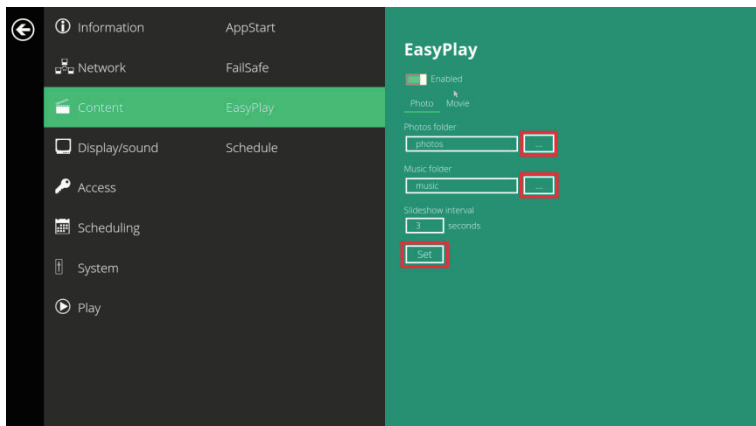 Information
Network
Content
Display/sound
Access
Scheduling
System
Play
AppStart
FailSafe
EasyPlay
Schedule
EasyPlay
Enabled
Photo Movie
Photos folder
photos ...
Music folder
music ...
Slideshow interval
3 seconds
Set